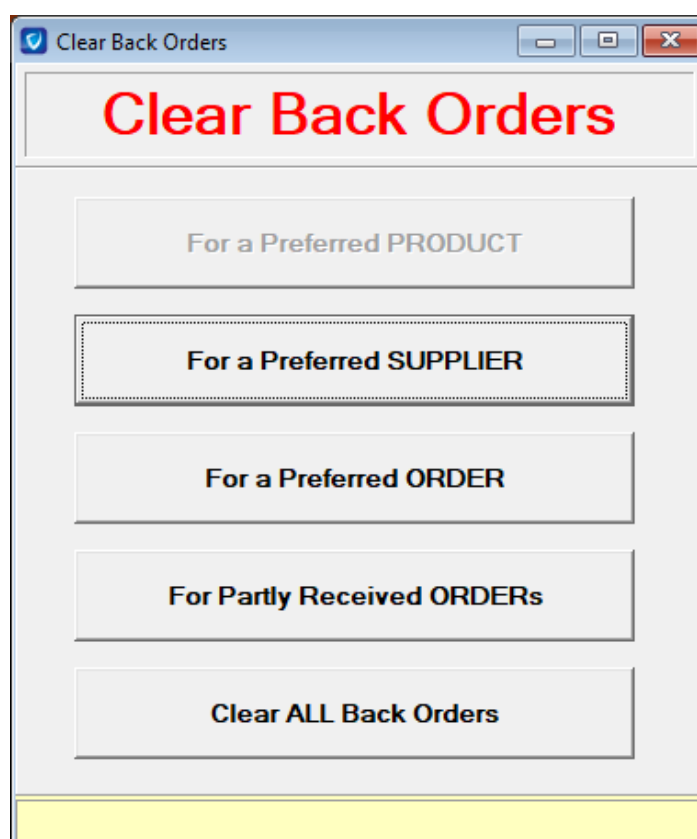 Clear Back Orders
Clear Back Orders
For a Preferred PRODUCT
For a Preferred SUPPLIER
For a Preferred ORDER
For Partly Received ORDERs
Clear ALL Back Orders